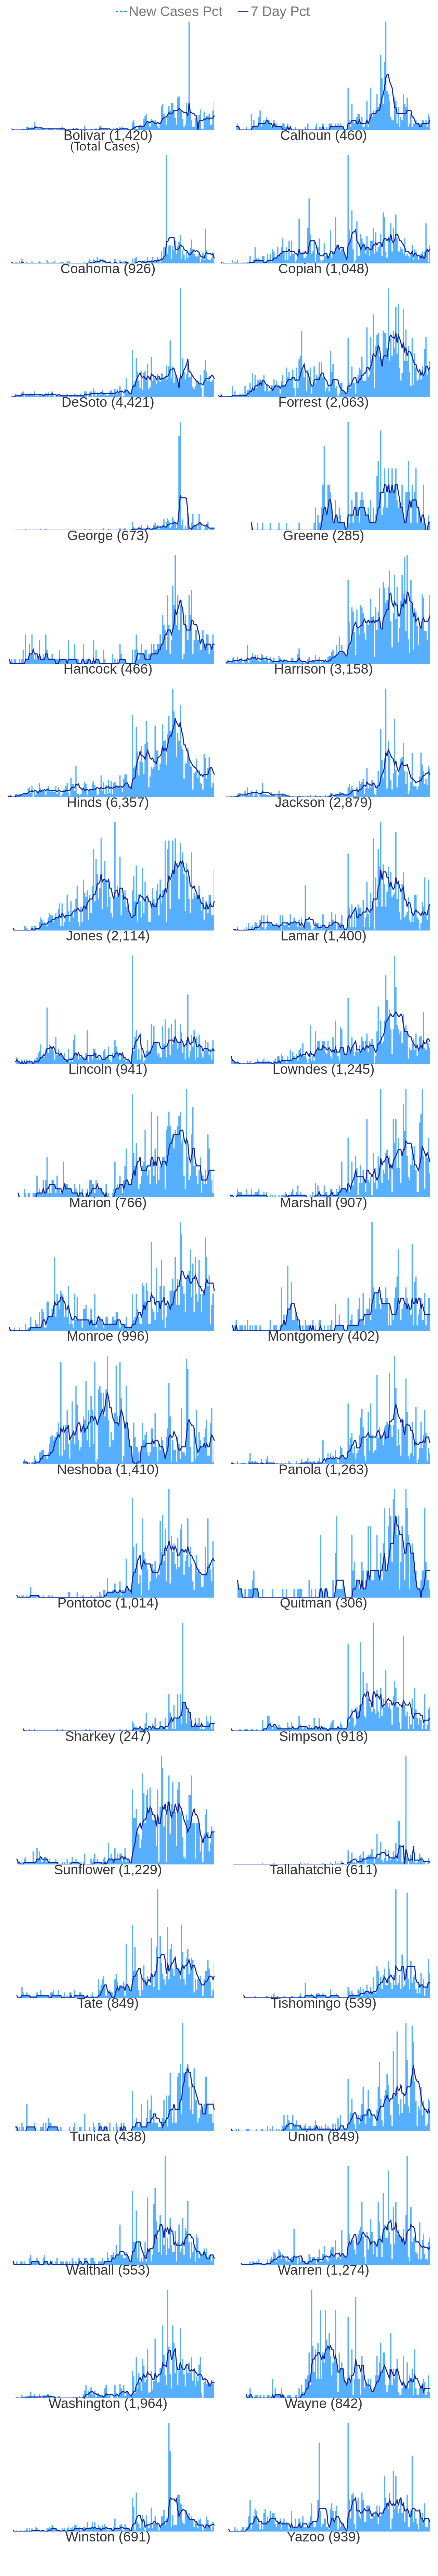 New Cases Pct 7 Day Pct
Bolivar (1,420) Calhoun (460)
(Total Cases)
Coahoma (926) Copiah (1,048)
DeSoto (4,421) Forrest (2,063)
George (673) Greene (285)
Hancock (466) Harrison (3,158)
Hinds (6,357) Jackson (2,879)
Jones (2,114) Lamar (1,400)
Lincoln (941) Lowndes (1,245)
Marion (766) Marshall (907)
Monroe (996) Montgomery (402)
Neshoba (1,410) Panola (1,263)
Pontotoc (1,014) Quitman (306)
Sharkey (247) Simpson (918)
Sunflower (1,229) Tallahatchie (611)
Tate (849) Tishomingo (539)
Tunica (438) Union (849)
Walthall (553) Warren (1,274)
Washington (1,964) Wayne (842)
Winston (691) Yazoo (939)